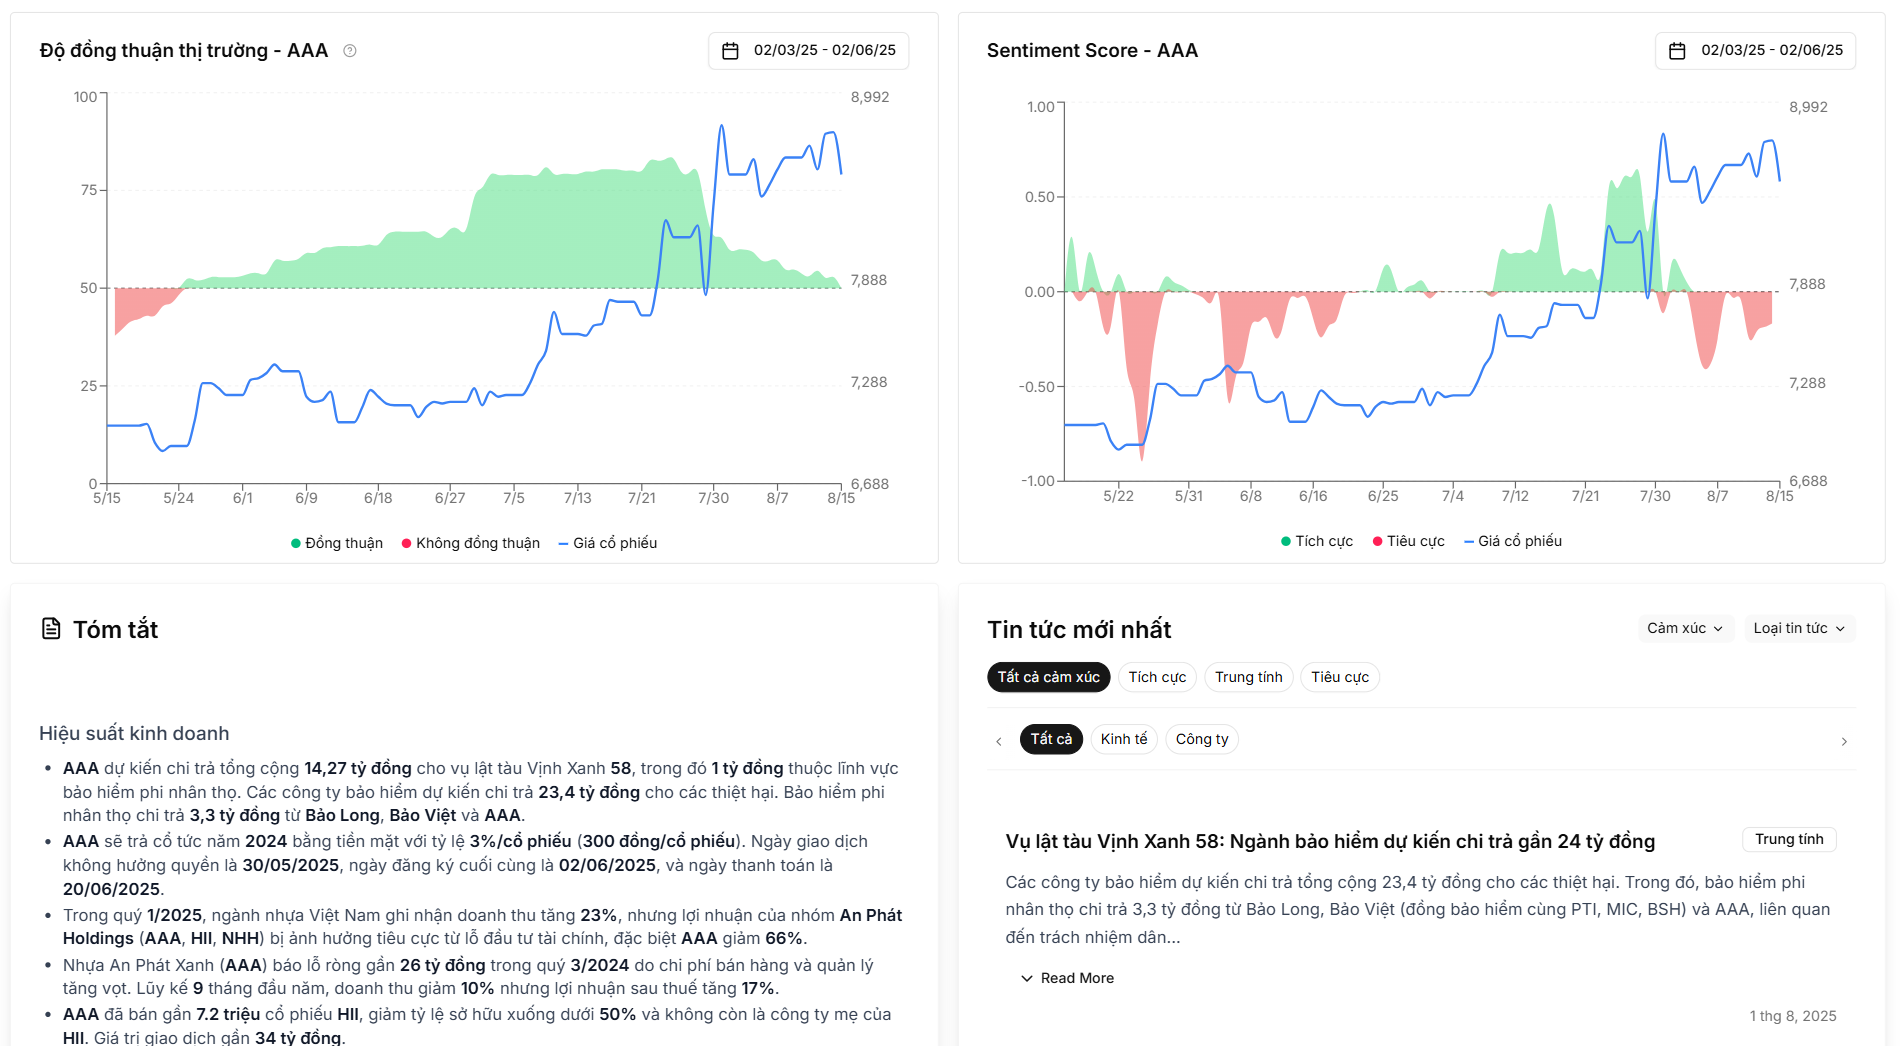 Độ đồng thuận thị trường - AAA
02/03/25 - 02/06/25
100
75
50
25
0
8,992
7,888
7,288
6,688
5/15 5/24 6/1 6/9 6/18 6/27 7/5 7/13 7/21 7/30 8/7 8/15
Đồng thuận Không đồng thuận Giá cổ phiếu
Sentiment Score - AAA
02/03/25 - 02/06/25
1.00
0.50
0.00
-0.50
-1.00
8,992
7,888
7,288
6,688
5/22 5/31 6/8 6/16 6/25 7/4 7/12 7/21 7/30 8/7 8/15
Tích cực Tiêu cực Giá cổ phiếu
Tóm tắt
Hiệu suất kinh doanh
• AAA dự kiến chi trả tổng cộng 14,27 tỷ đồng cho vụ lật tàu Vịnh Xanh 58, trong đó 1 tỷ đồng thuộc lĩnh vực
bảo hiểm phi nhân thọ. Các công ty bảo hiểm dự kiến chi trả 23,4 tỷ đồng cho các thiệt hại. Bảo hiểm phi
nhân thọ chi trả 3,3 tỷ đồng từ Bảo Long, Bảo Việt và AAA.
• AAA sẽ trả cổ tức năm 2024 bằng tiền mặt với tỷ lệ 3%/cổ phiếu (300 đồng/cổ phiếu). Ngày giao dịch
không hưởng quyền là 30/05/2025, ngày đăng ký cuối cùng là 02/06/2025, và ngày thanh toán là
20/06/2025.
• Trong quý 1/2025, ngành nhựa Việt Nam ghi nhận doanh thu tăng 23%, nhưng lợi nhuận của nhóm An Phát
Holdings (AAA, HII, NHH) bị ảnh hưởng tiêu cực từ lỗ đầu tư tài chính, đặc biệt AAA giảm 66%.
• Nhựa An Phát Xanh (AAA) báo lỗ ròng gần 26 tỷ đồng trong quý 3/2024 do chi phí bán hàng và quản lý
tăng vọt. Lũy kế 9 tháng đầu năm, doanh thu giảm 10% nhưng lợi nhuận sau thuế tăng 17%.
• AAA đã bán gần 7.2 triệu cổ phiếu HII, giảm tỷ lệ sở hữu xuống dưới 50% và không còn là công ty mẹ của
HII. Giá trị giao dịch gần 34 tỷ đồng.
Tin tức mới nhất
Cảm xúc Loại tin tức
Tất cả cảm xúc Tích cực Trung tính Tiêu cực
Tất cả Kinh tế Công ty
Vụ lật tàu Vịnh Xanh 58: Ngành bảo hiểm dự kiến chi trả gần 24 tỷ đồng
Trung tính
Các công ty bảo hiểm dự kiến chi trả tổng cộng 23,4 tỷ đồng cho các thiệt hại. Trong đó, bảo hiểm phi
nhân thọ chi trả 3,3 tỷ đồng từ Bảo Long, Bảo Việt (đồng bảo hiểm cùng PTI, MIC, BSH) và AAA, liên quan
đến trách nhiệm dân...
Read More
1 thg 8, 2025